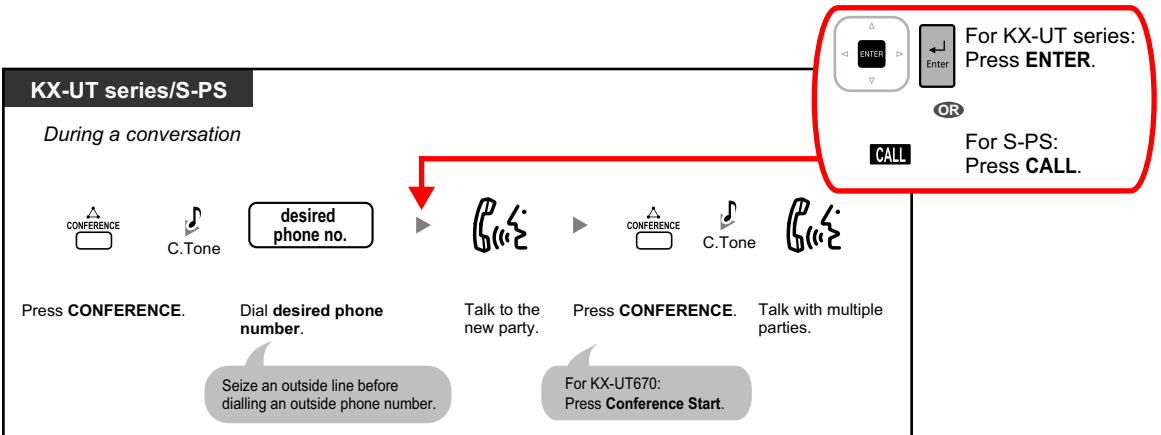 ENTER
Enter
For KX-UT series:
Press ENTER.
OR
CALL
For S-PS:
Press CALL.
KX-UT series/S-PS
During a conversation
CONFERENCE
C.Tone
desired
phone no.
CONFERENCE
C.Tone
Press CONFERENCE.
Dial desired phone
number.
Talk to the
new party.
Press CONFERENCE.
Talk with multiple
parties.
Seize an outside line before
dialling an outside phone number.
For KX-UT670:
Press Conference Start.